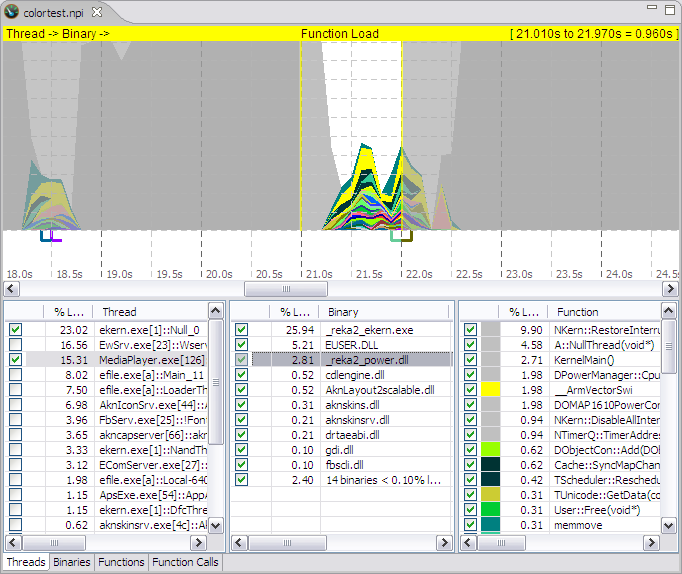 colortest.npi
Thread -> Binary -> Function Load [ 21.010s to 21.970s = 0.960s ]
18.0s 18.5s 19.0s 19.5s 20.0s 20.5s 21.0s 21.5s 22.0s 22.5s 23.0s 23.5s 24.0s 24.5s
% L... Thread
23.02 ekern.exe[1]::Null_0
16.56 EwSrv.exe[23]::Wserv
15.31 MediaPlayer.exe[126]
8.02 efile.exe[a]::Main_11
7.50 efile.exe[a]::LoaderTh
6.98 AknIconSrv.exe[44]::A
3.96 FbServ.exe[25]::!Font
3.65 akncapserver[66]::akn
3.33 ekern.exe[1]::NandTh
3.12 EComServer.exe[27]::
1.98 efile.exe[a]::Local-640
1.15 ApsExe.exe[54]::AppA
1.15 ekern.exe[1]::DfcThre
0.62 aknskinsrv.exe[4c]::Ak
% L... Binary
25.94 _reka2_ekern.exe
5.21 EUSER.DLL
2.81 _reka2_power.dll
0.52 cdlengine.dll
0.52 AknLayout2scalable.dll
0.31 aknskins.dll
0.21 aknskinsrv.dll
0.21 drtaeabi.dll
0.10 gdi.dll
0.10 fbscli.dll
2.40 14 binaries < 0.10% l...
% L... Function
9.90 NKern::RestoreInterru
4.58 A::NullThread(void*)
2.71 KernelMain()
1.98 DPowerManager::Cpu
1.98 __ArmVectorSwi
1.98 DOMAP1610PowerCon
0.94 NKern::DisableAllInter
0.94 NTimerQ::TimerAddre
0.62 DObjectCon::Add(DO
0.62 Cache::SyncMapChan
0.42 TScheduler::Resched
0.31 TUnicode::GetData(co
0.31 User::Free(void*)
0.31 memmove
Threads Binaries Functions Function Calls